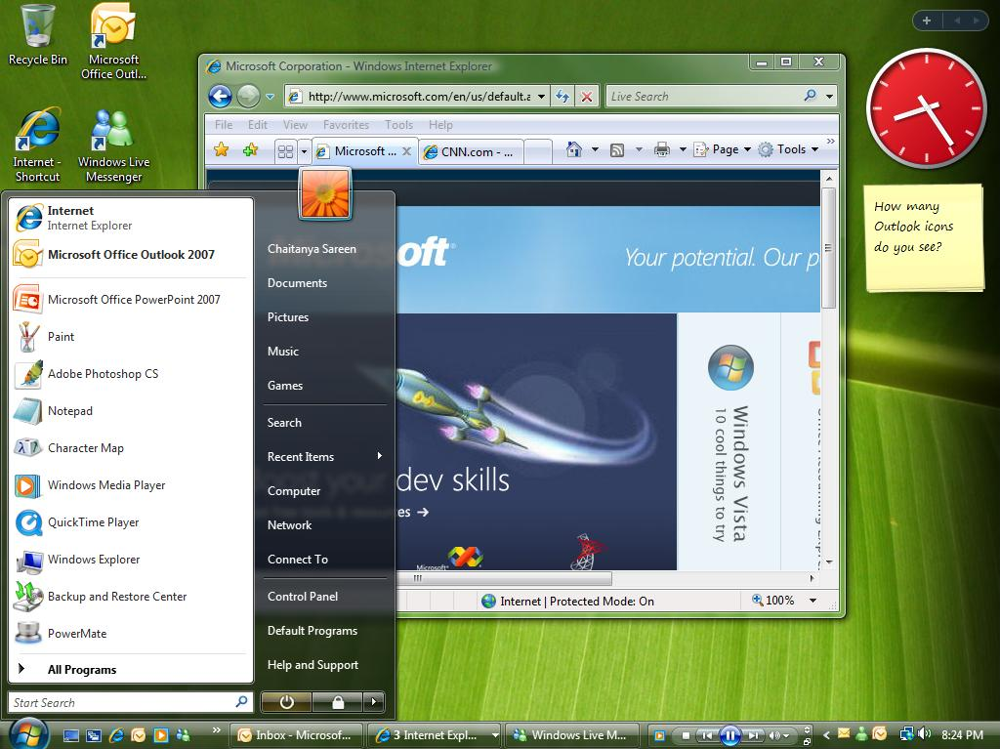 Recycle Bin
Microsoft
Office Outl...
Internet -
Shortcut
Windows Live
Messenger
Microsoft Corporation - Windows Internet Explorer
http://www.microsoft.com/en/us/default.a
Live Search
File Edit View Favorites Tools Help
Microsoft ...
CNN.com - ...
Page
Tools
How many
Outlook icons
do you see?
oft
Your potential. Our p
dev skills
es →
Microsoft®
Windows Vista
10 cool things to try
Internet | Protected Mode: On
100%
Internet
Internet Explorer
Microsoft Office Outlook 2007
Microsoft Office PowerPoint 2007
Paint
Adobe Photoshop CS
Notepad
Character Map
Windows Media Player
QuickTime Player
Windows Explorer
Backup and Restore Center
PowerMate
All Programs
Start Search
Chaitanya Sareen
Documents
Pictures
Music
Games
Search
Recent Items
Computer
Network
Connect To
Control Panel
Default Programs
Help and Support
Inbox - Microsof...
3 Internet Expl...
Windows Live M...
8:24 PM